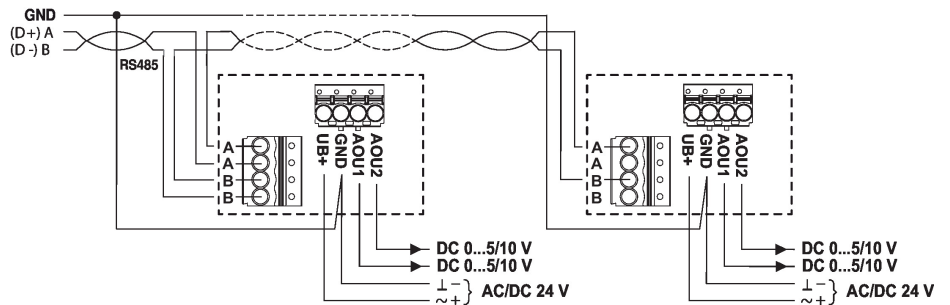 GND
(D+) A
(D -) B
RS485
UB+
GND
AOU1
AOU2
A
A
B
B
DC 0...5/10 V
DC 0...5/10 V
⊥ −
~ + } AC/DC 24 V
UB+
GND
AOU1
AOU2
A
A
B
B
DC 0...5/10 V
DC 0...5/10 V
⊥ −
~ + } AC/DC 24 V